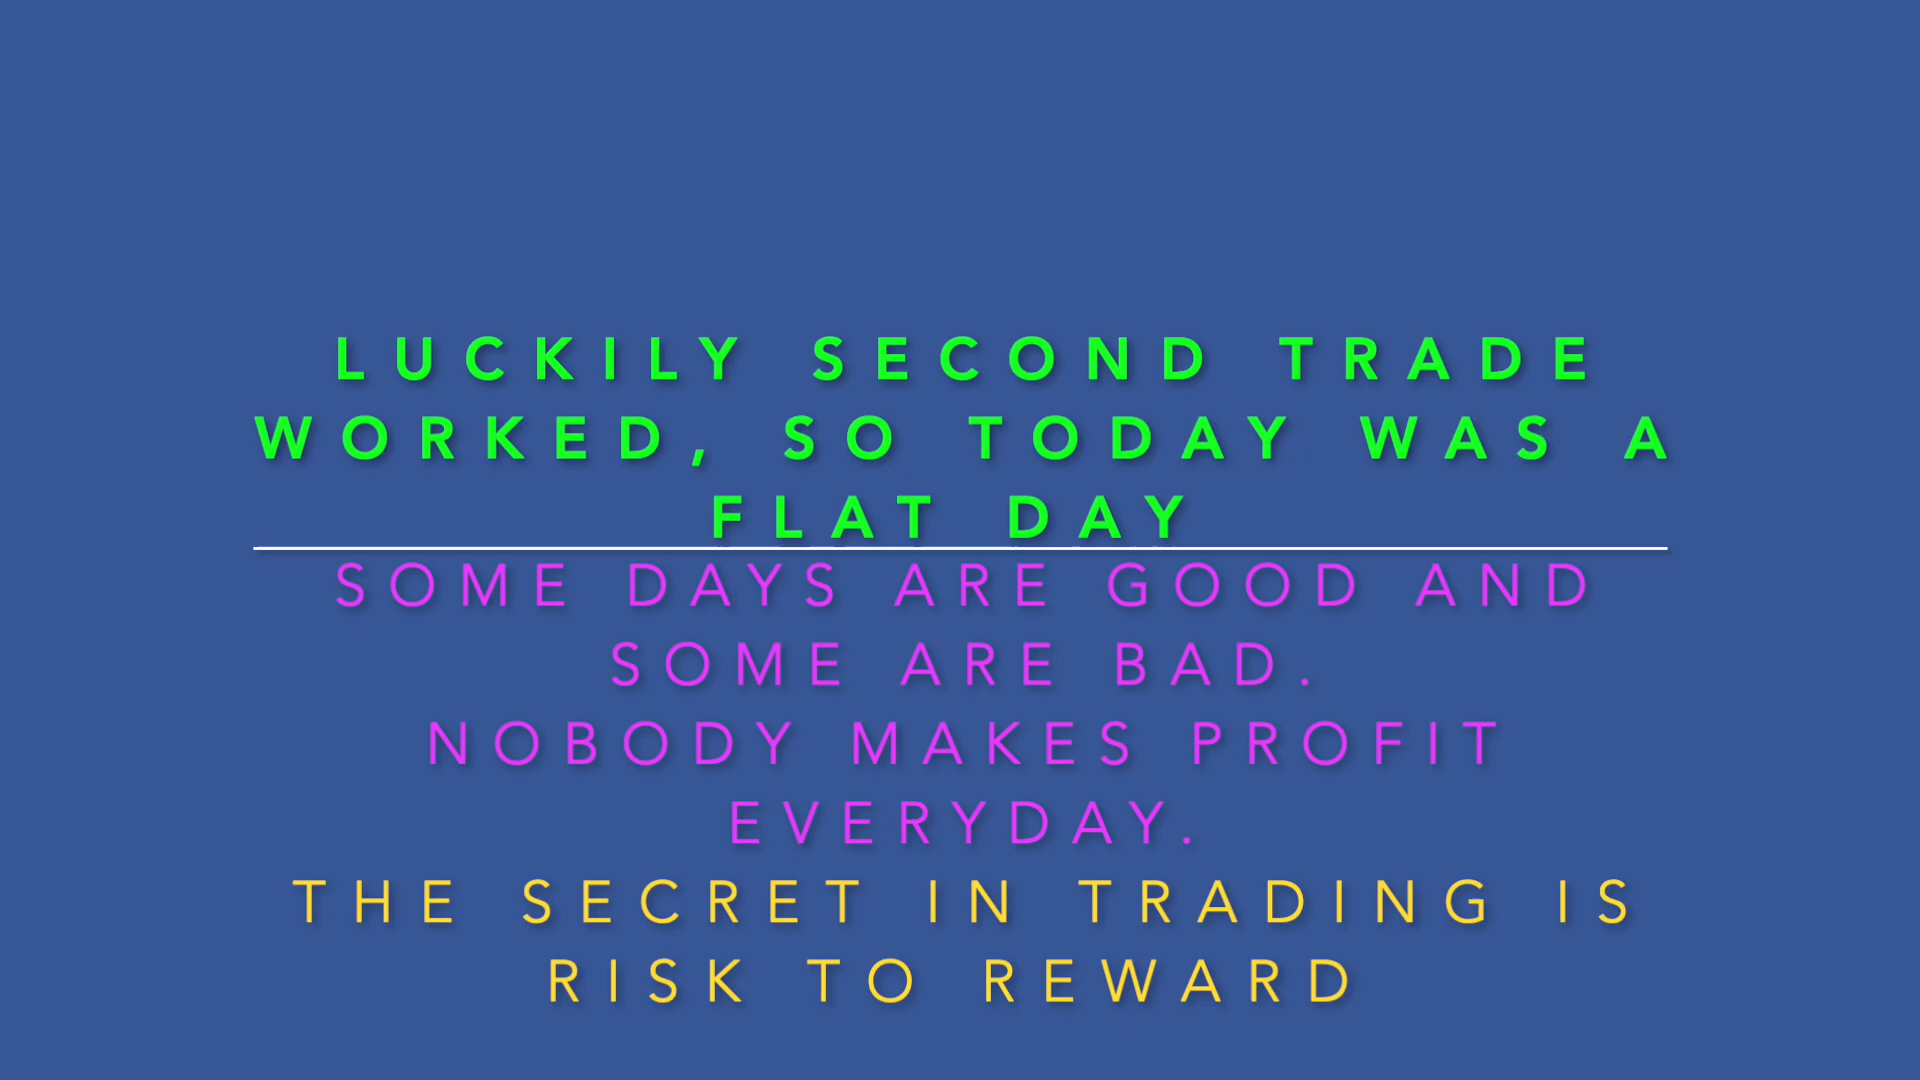 LUCKILY SECOND TRADE
WORKED, SO TODAY WAS A
FLAT DAY
SOME DAYS ARE GOOD AND
SOME ARE BAD.
NOBODY MAKES PROFIT
EVERYDAY.
THE SECRET IN TRADING IS
RISK TO REWARD